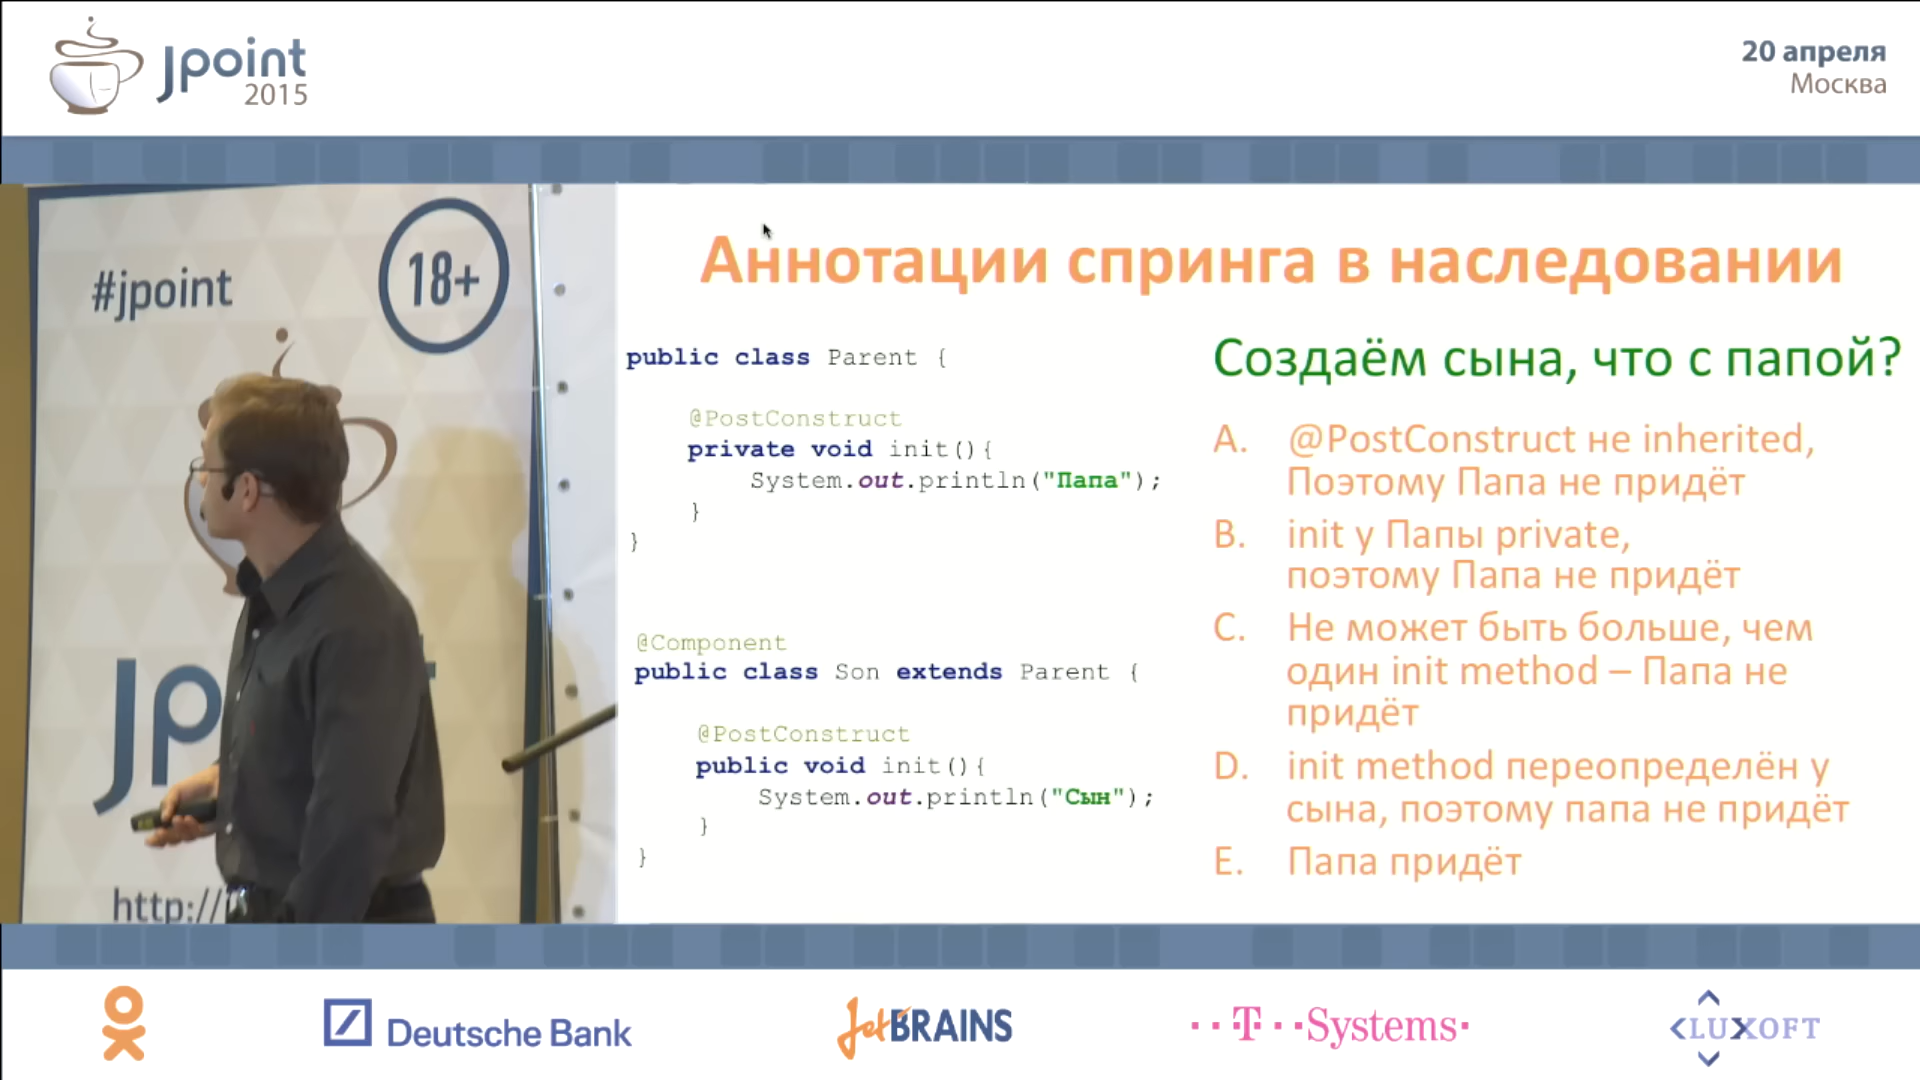 Jpoint
2015
20 апреля
Москва
#jpoint
18+
Jp
http://
Аннотации спринга в наследовании
public class Parent {
@PostConstruct
private void init(){
System.out.println("Папа");
}
}
@Component
public class Son extends Parent {
@PostConstruct
public void init(){
System.out.println("Сын");
}
}
Создаём сына, что с папой?
A. @PostConstruct не inherited,
Поэтому Папа не придёт
B. init у Папы private,
поэтому Папа не придёт
C. Не может быть больше, чем
один init method – Папа не
придёт
D. init method переопределён у
сына, поэтому папа не придёт
E. Папа придёт
Deutsche Bank
JetBRAINS
··T··Systems·
<LUXOFT